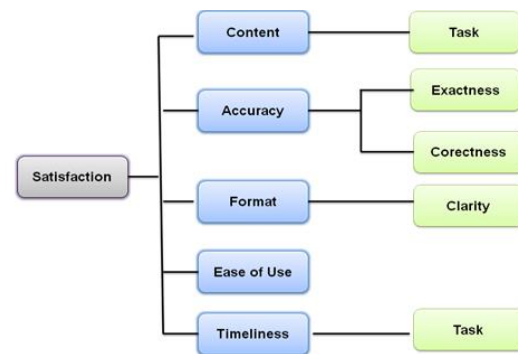 Content
Task
Exactness
Accuracy
Corectness
Satisfaction
Format
Clarity
Ease of Use
Timeliness
Task